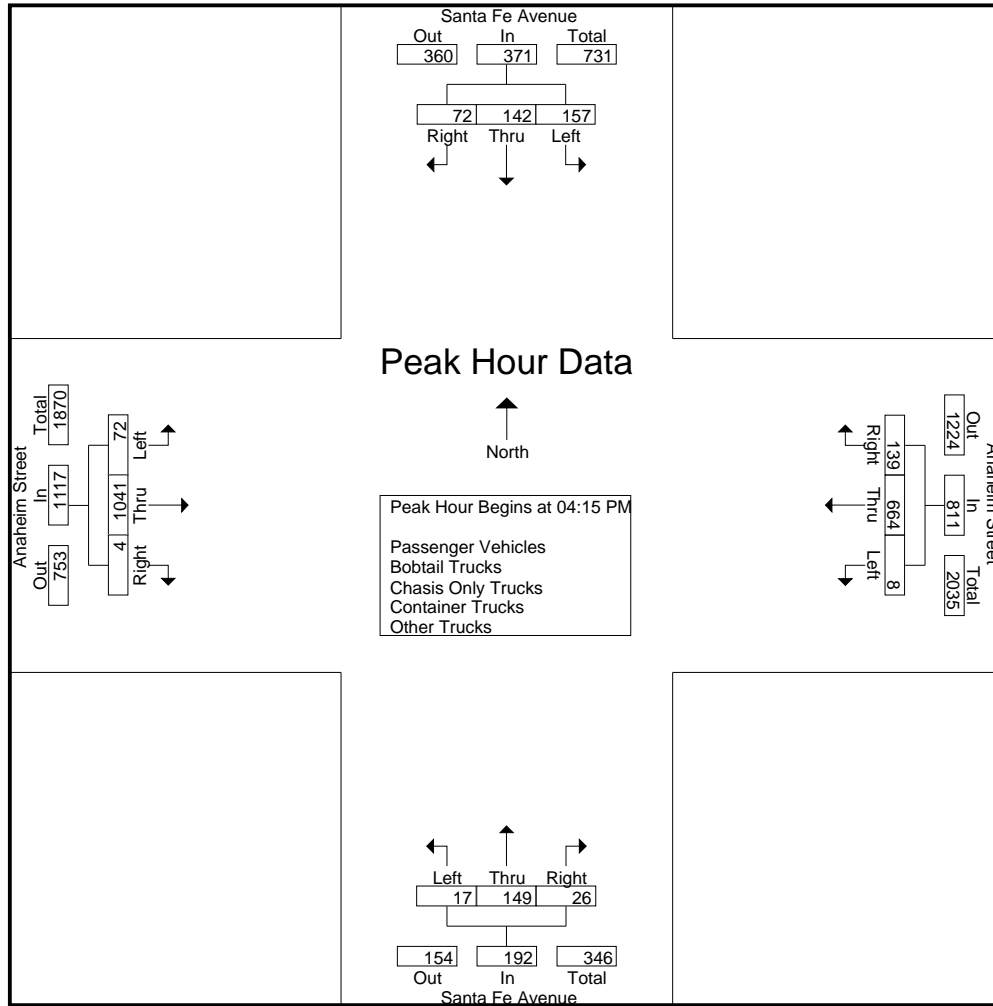 Santa Fe Avenue
Out In Total
360 371 731
72 142 157
Right Thru Left
Peak Hour Data
North
Peak Hour Begins at 04:15 PM
Passenger Vehicles
Bobtail Trucks
Chasis Only Trucks
Container Trucks
Other Trucks
Anaheim Street
Out In Total
753 1117 1870
72 1041 4
Left Thru Right
Anaheim Street
Out In Total
1224 811 2035
139 664 8
Right Thru Left
Left Thru Right
17 149 26
154 192 346
Out In Total
Santa Fe Avenue